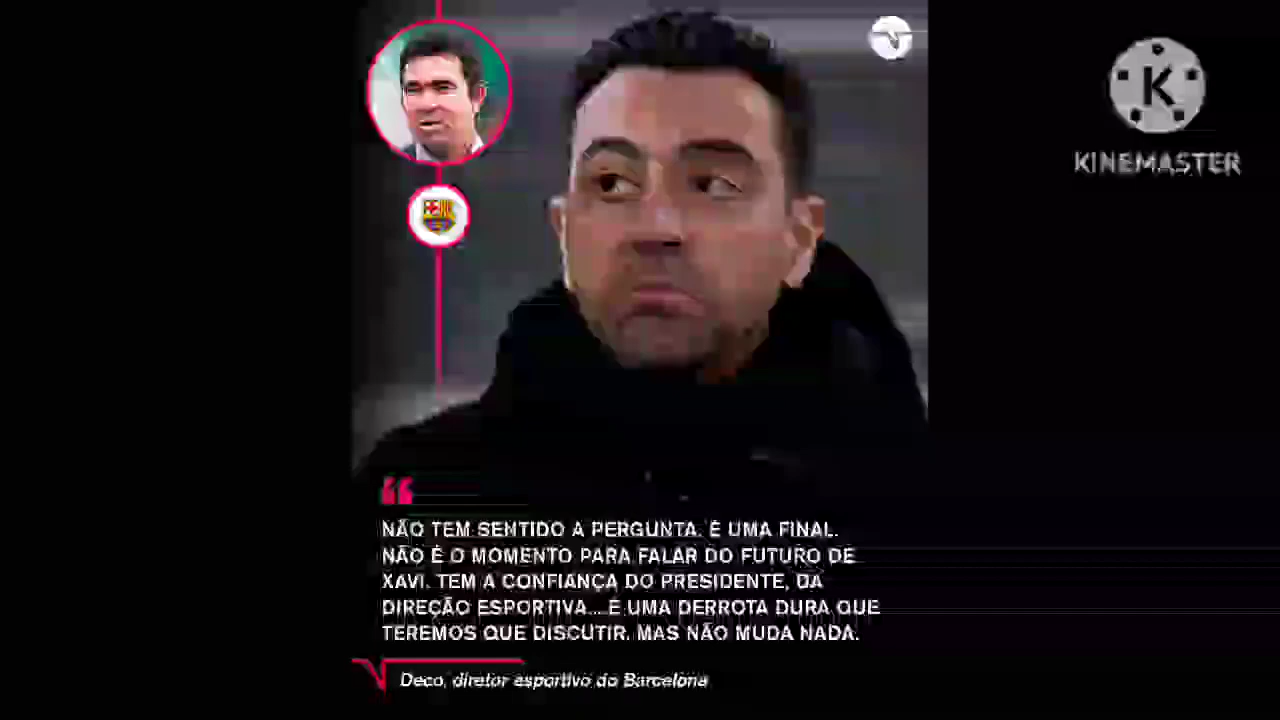 K
KINEMASTER
“
NÃO TEM SENTIDO A PERGUNTA. É UMA FINAL.
NÃO É O MOMENTO PARA FALAR DO FUTURO DE
XAVI. TEM A CONFIANÇA DO PRESIDENTE, DA
DIREÇÃO ESPORTIVA... É UMA DERROTA DURA QUE
TEREMOS QUE DISCUTIR. MAS NÃO MUDA NADA.
Deco, diretor esportivo do Barcelona